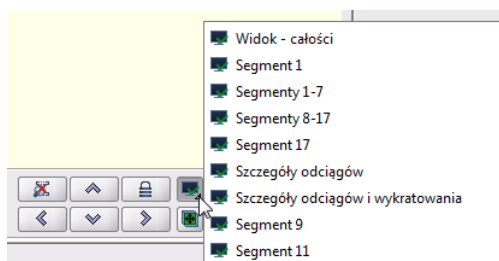 Widok - całości
Segment 1
Segmenty 1-7
Segmenty 8-17
Segment 17
Szczegóły odciągów
Szczegóły odciągów i wykratowania
Segment 9
Segment 11